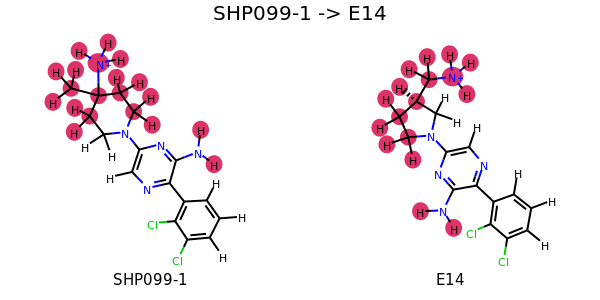 SHP099-1 -> E14
H H H N+ H H H H H H H H H H H N N N N H H Cl Cl H H H H
H H H H N+ H H H H H H H H N H N N N H H Cl Cl H H H
SHP099-1
E14